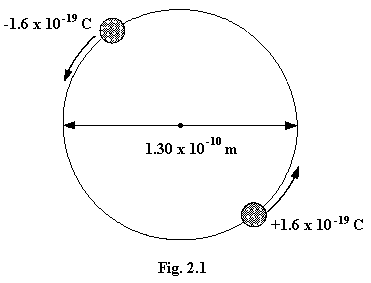 -1.6 x 10⁻¹⁹ C
1.30 x 10⁻¹⁰ m
+1.6 x 10⁻¹⁹ C
Fig. 2.1